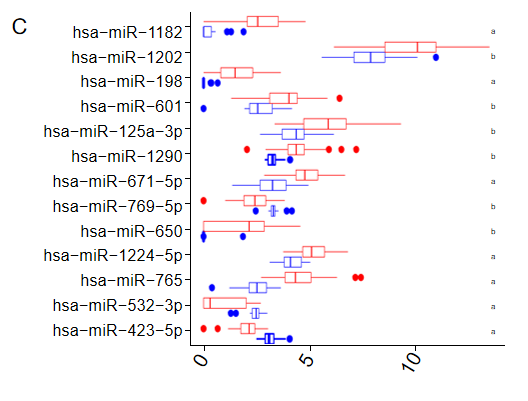 C
hsa−miR−1182 a
hsa−miR−1202 b
hsa−miR−198 a
hsa−miR−601 b
hsa−miR−125a−3p b
hsa−miR−1290 b
hsa−miR−671−5p a
hsa−miR−769−5p b
hsa−miR−650 b
hsa−miR−1224−5p a
hsa−miR−765 a
hsa−miR−532−3p a
hsa−miR−423−5p a
0 5 10